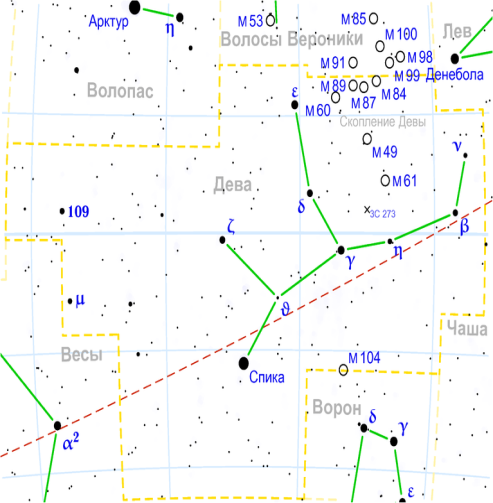 Арктур
η
M 53
M 85
Волосы Вероники
M 100
Лев
M 91
M 98
M 99
Денебола
Волопас
ε
M 89
M 84
M 60
M 87
Скопление Девы
M 49
ν
Дева
M 61
109
δ
3C 273
ζ
β
γ
η
μ
ϑ
Чаша
Весы
M 104
Спика
Ворон
δ
γ
α²
ε